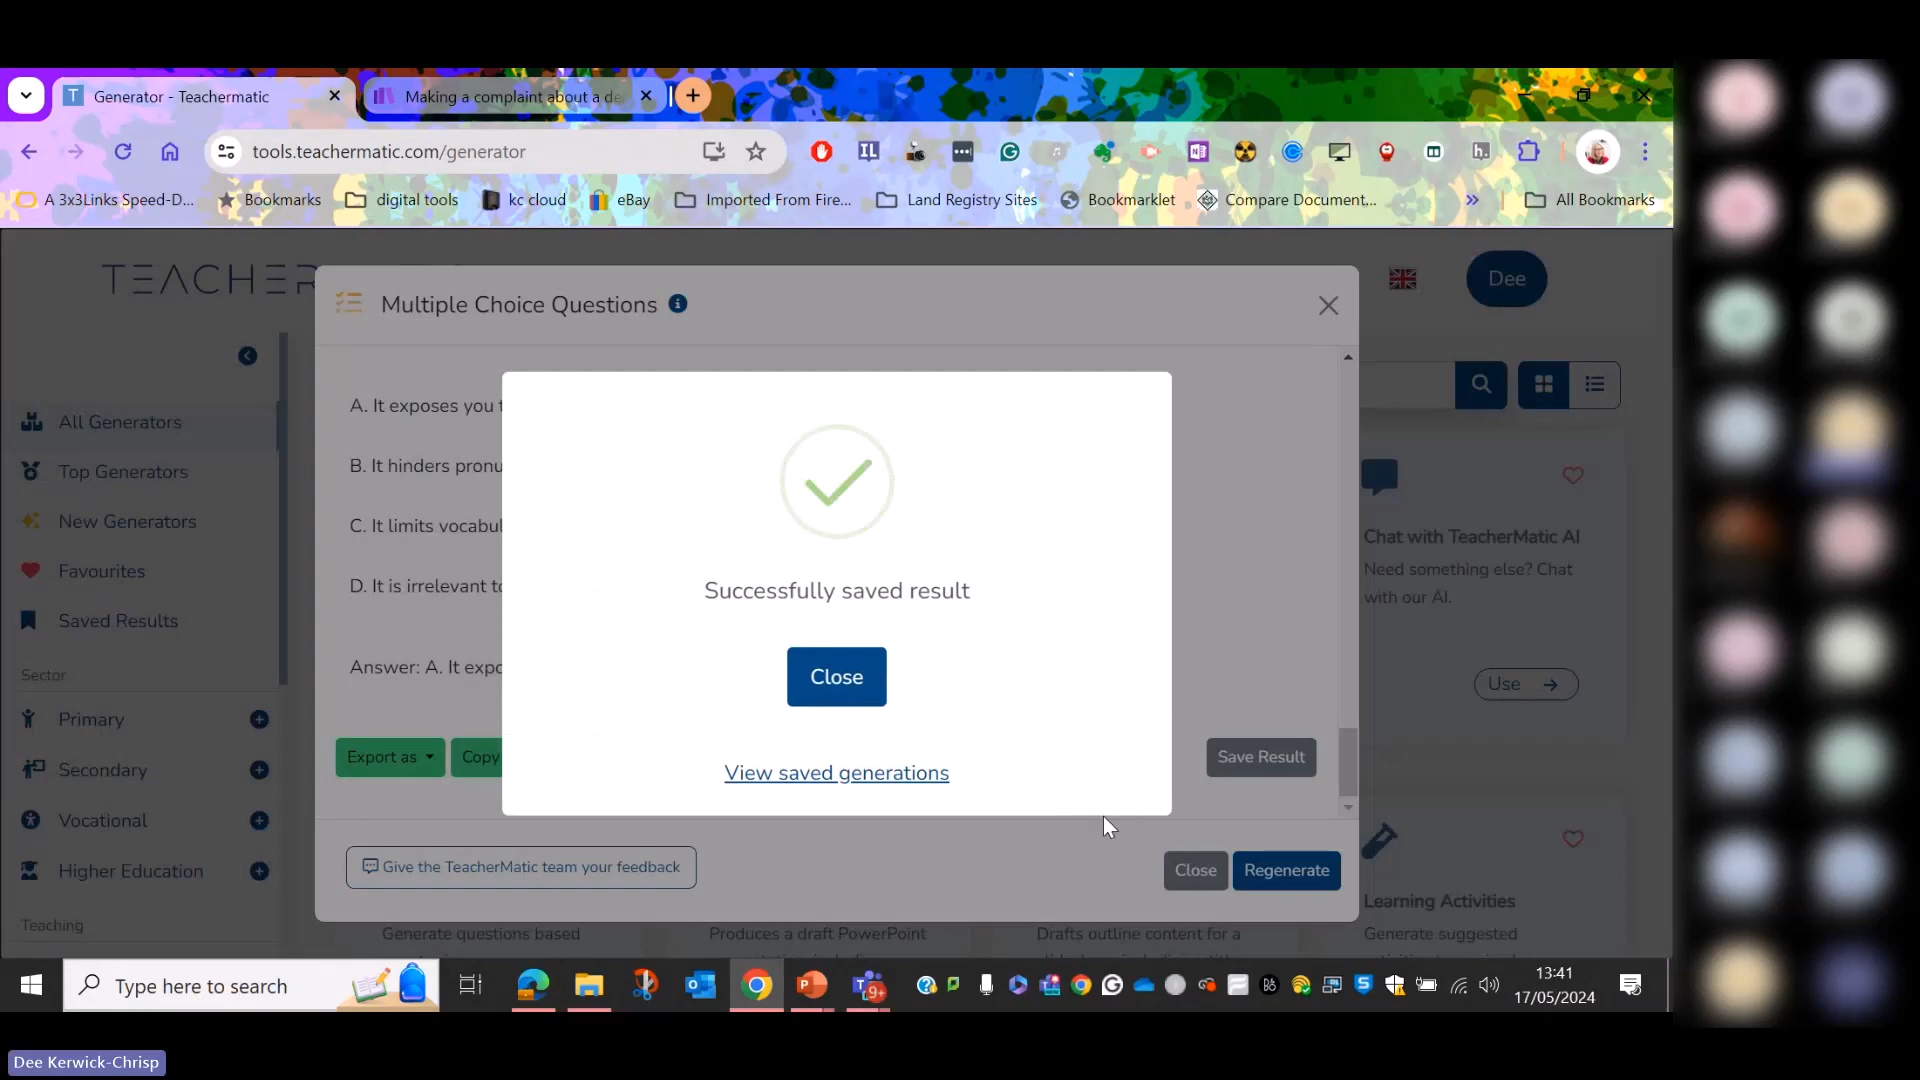 Generator - Teachermatic
Making a complaint about a de
tools.teachermatic.com/generator
A 3x3Links Speed-D...
Bookmarks
digital tools
kc cloud
eBay
Imported From Fire...
Land Registry Sites
Bookmarklet
Compare Document...
All Bookmarks
TEACHER
Dee
Multiple Choice Questions
All Generators
Top Generators
New Generators
Favourites
Saved Results
Sector
Primary
Secondary
Vocational
Higher Education
Teaching
A. It exposes you
B. It hinders
C. It limits
D. It is irrelevant
Answer: A. It
Export as
Copy
Save Result
Successfully saved result
Close
View saved generations
Give the TeacherMatic team your feedback
Close
Regenerate
Chat with TeacherMatic AI
Need something else? Chat
with our AI.
Use
Learning Activities
Generate suggested
Generate questions based
Produces a draft PowerPoint
Drafts outline content for a
Type here to search
9+
13:41
17/05/2024
Dee Kerwick-Chrisp